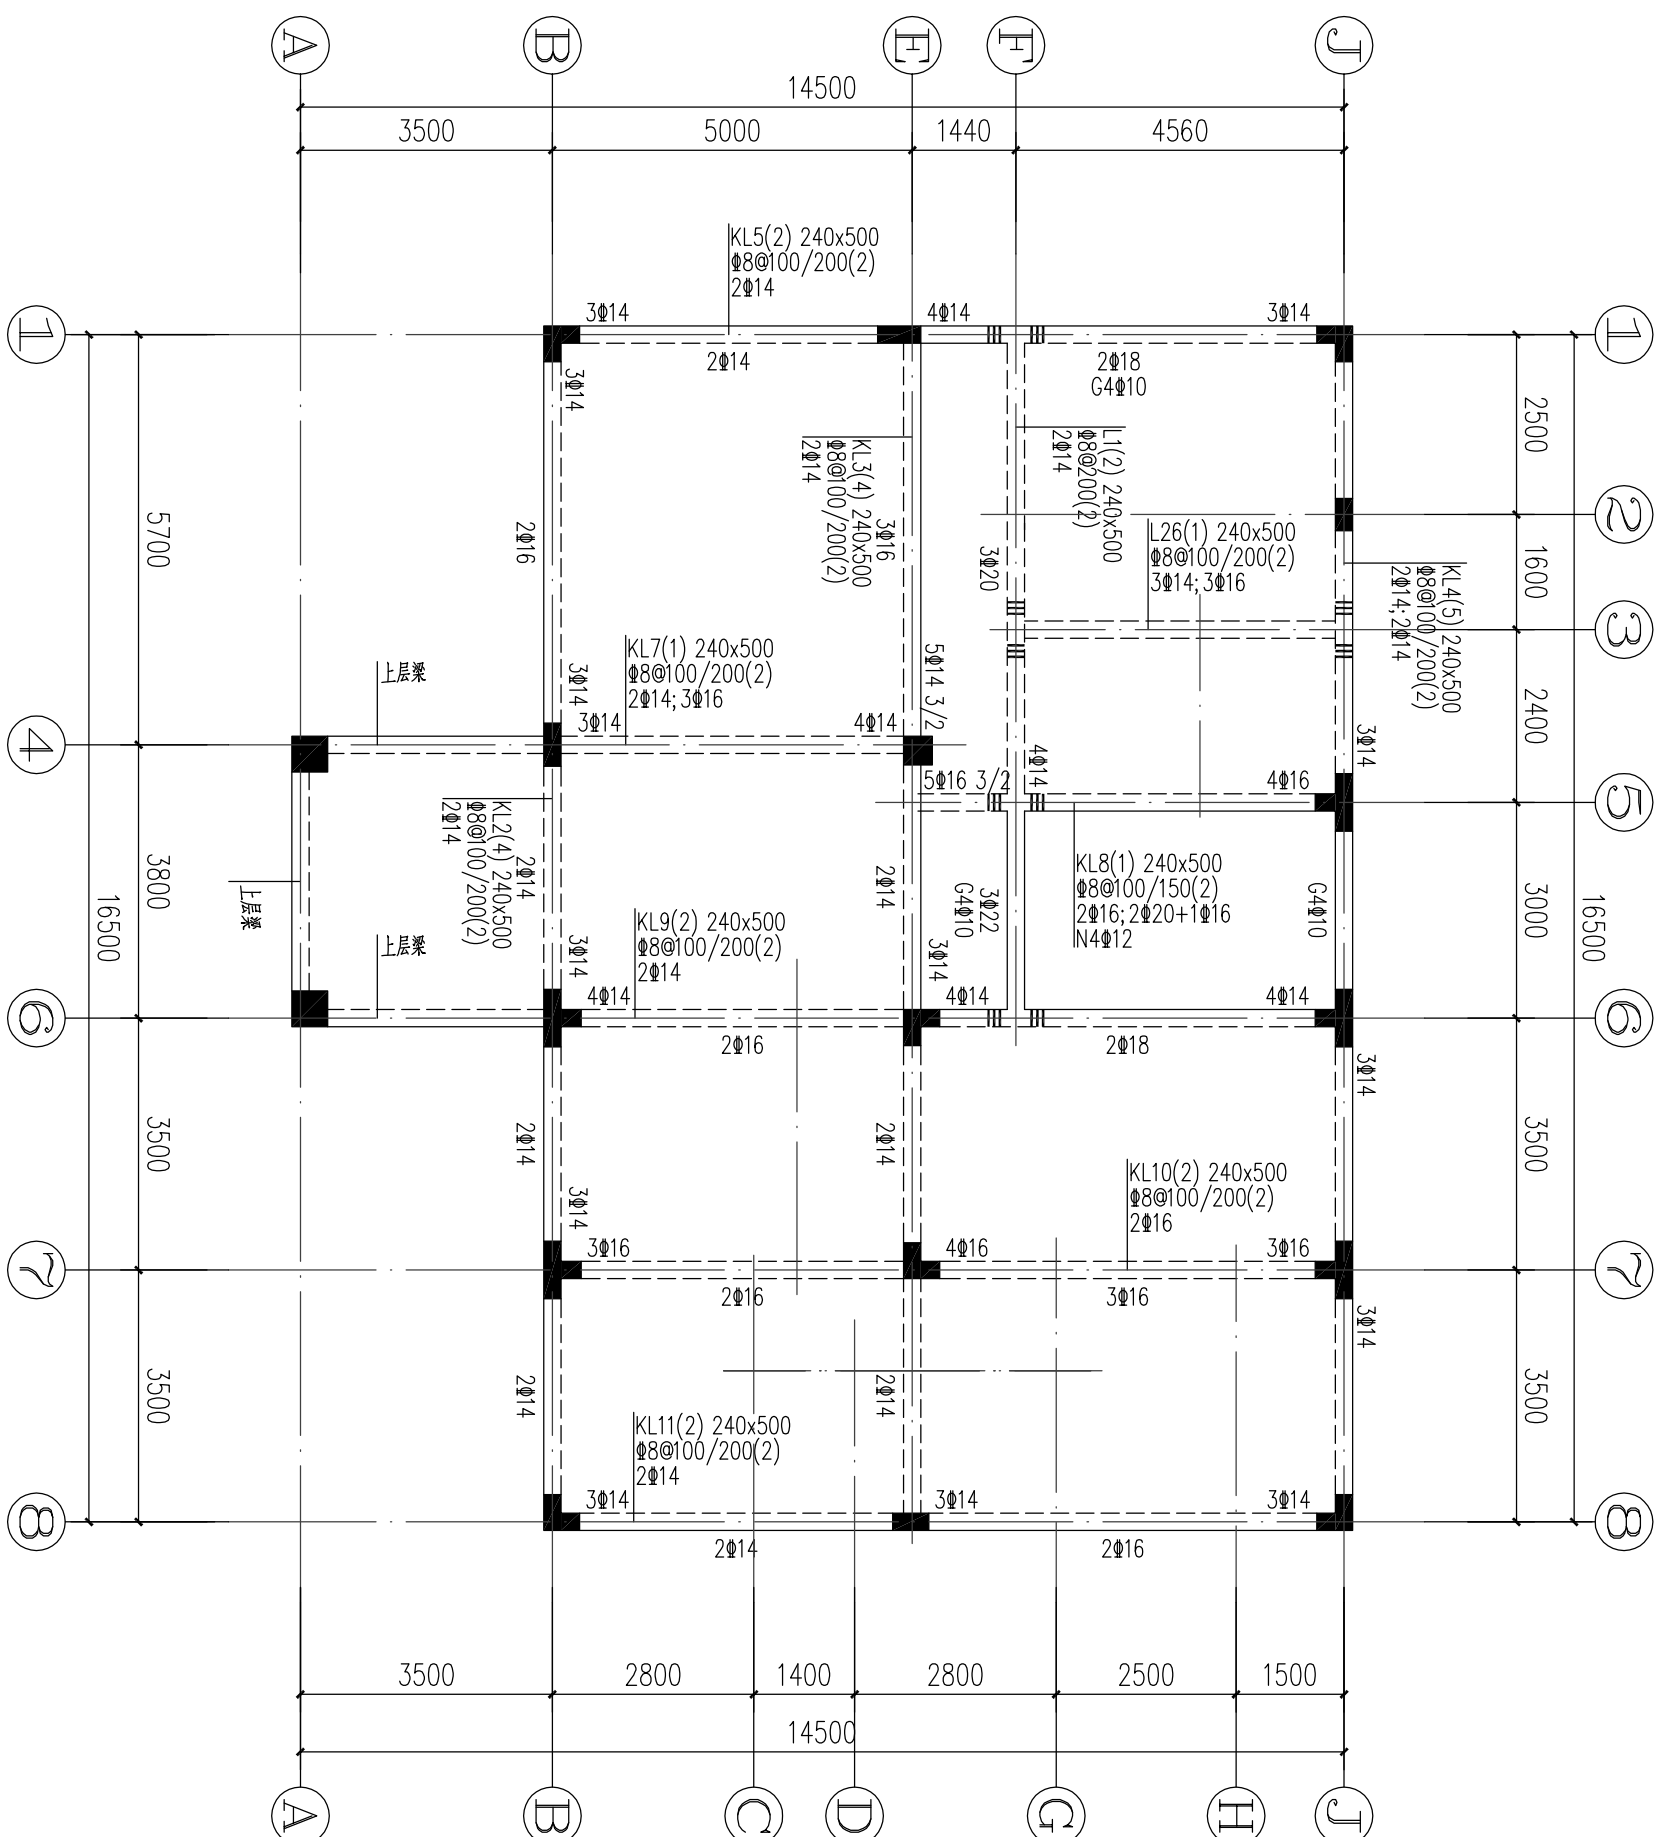 A
B
E
F
J
14500
3500
5000
1440
4560
KL5(2) 240x500
Φ8@100/200(2)
2Φ14
3Φ14
4Φ14
3Φ14
1
1
2Φ14
2Φ18
G4Φ10
3Φ14
2500
16500
KL3(4) 240x500
Φ8@100/200(2)
2Φ14
L1(2) 240x500
Φ8@200(2)
2Φ14
2
5700
2Φ16
3Φ16
3Φ20
L26(1) 240x500
Φ8@100/200(2)
3Φ14;3Φ16
KL4(5) 240x500
Φ8@100/200(2)
2Φ14;2Φ14
1600
3
上层梁
3Φ14
KL7(1) 240x500
Φ8@100/200(2)
2Φ14;3Φ16
3Φ14
4Φ14
5Φ14 3/2
2400
3Φ14
4
4Φ14
5Φ16 3/2
4Φ16
5
KL2(4) 240x500
Φ8@100/200(2)
2Φ14
2Φ14
2Φ14
3800
上层梁
16500
KL8(1) 240x500
Φ8@100/150(2)
2Φ16;2Φ20+1Φ16
N4Φ12
3Φ22
G4Φ10
G4Φ10
3000
上层梁
3Φ14
KL9(2) 240x500
Φ8@100/200(2)
2Φ14
3Φ14
4Φ14
4Φ14
4Φ14
6
6
2Φ16
2Φ18
3Φ14
3500
2Φ14
2Φ14
3500
3Φ14
KL10(2) 240x500
Φ8@100/200(2)
2Φ16
3Φ16
4Φ16
3Φ16
7
7
2Φ16
3Φ16
3Φ14
3500
2Φ14
2Φ14
3500
KL11(2) 240x500
Φ8@100/200(2)
2Φ14
3Φ14
3Φ14
3Φ14
8
8
2Φ14
2Φ16
3500
2800
1400
2800
2500
1500
14500
A
B
C
D
G
H
J